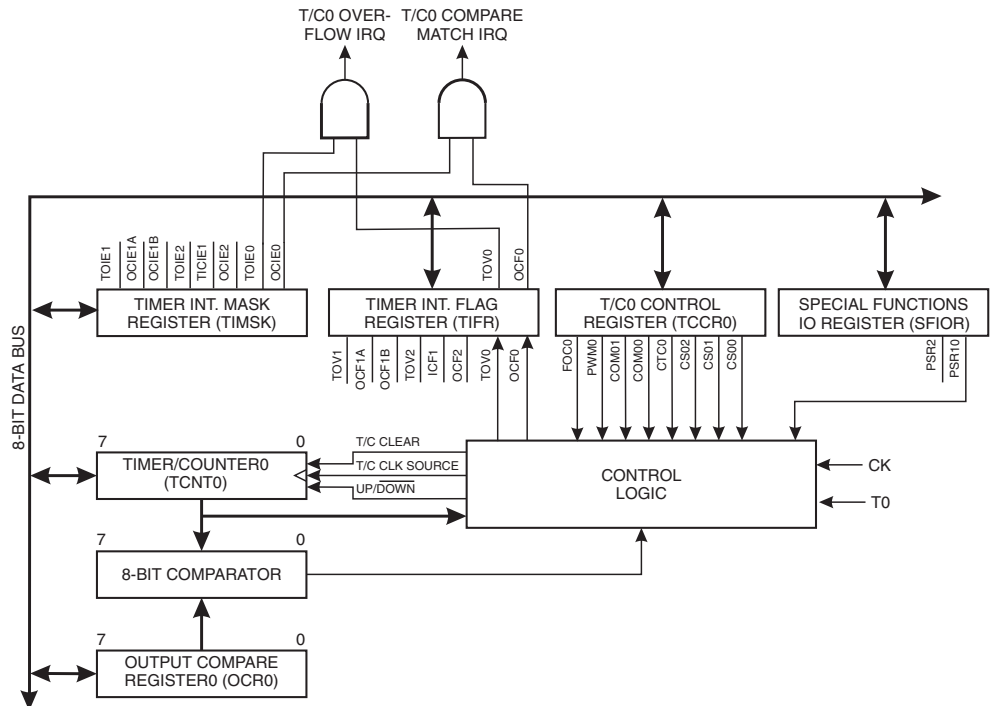 T/C0 OVER-
FLOW IRQ
T/C0 COMPARE
MATCH IRQ
TOIE1
OCIE1A
OCIE1B
TOIE2
TICIE1
OCIE2
TOIE0
OCIE0
TOV0
OCF0
TIMER INT. MASK
REGISTER (TIMSK)
TIMER INT. FLAG
REGISTER (TIFR)
T/C0 CONTROL
REGISTER (TCCR0)
SPECIAL FUNCTIONS
IO REGISTER (SFIOR)
TOV1
OCF1A
OCF1B
TOV2
ICF1
OCF2
TOV0
OCF0
FOC0
PWM0
COM01
COM00
CTC0
CS02
CS01
CS00
PSR2
PSR10
8-BIT DATA BUS
7
0
TIMER/COUNTER0
(TCNT0)
T/C CLEAR
T/C CLK SOURCE
UP/DOWN
CONTROL
LOGIC
CK
T0
7
0
8-BIT COMPARATOR
7
0
OUTPUT COMPARE
REGISTER0 (OCR0)